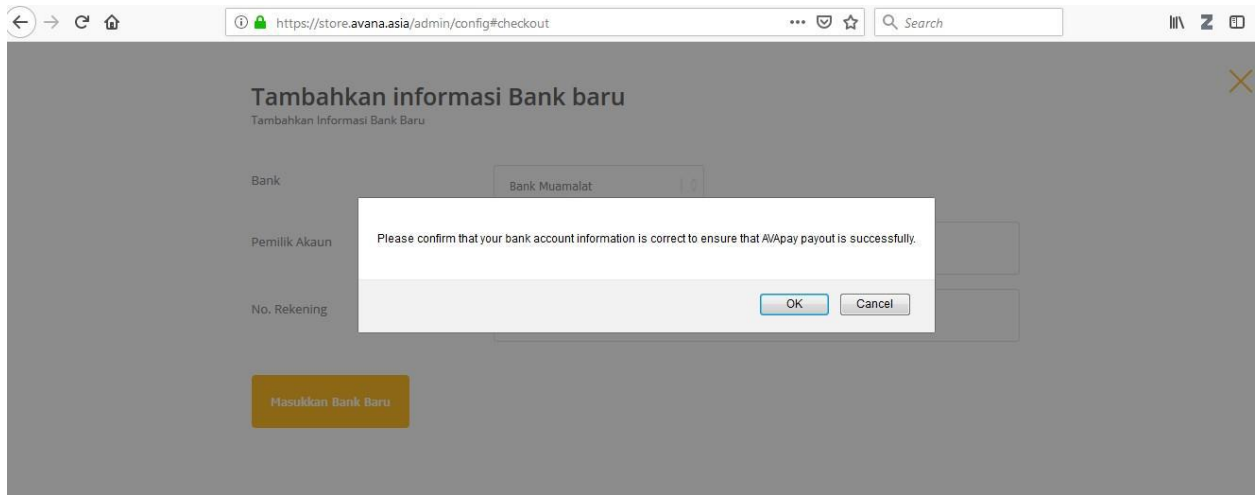 https://store.avana.asia/admin/config#checkout
Search
Tambahkan informasi Bank baru
Tambahkan Informasi Bank Baru
Bank
Bank Muamalat
Pemilik Akaun
Please confirm that your bank account information is correct to ensure that AVApay payout is successfully.
No. Rekening
OK Cancel
Masukkan Bank Baru